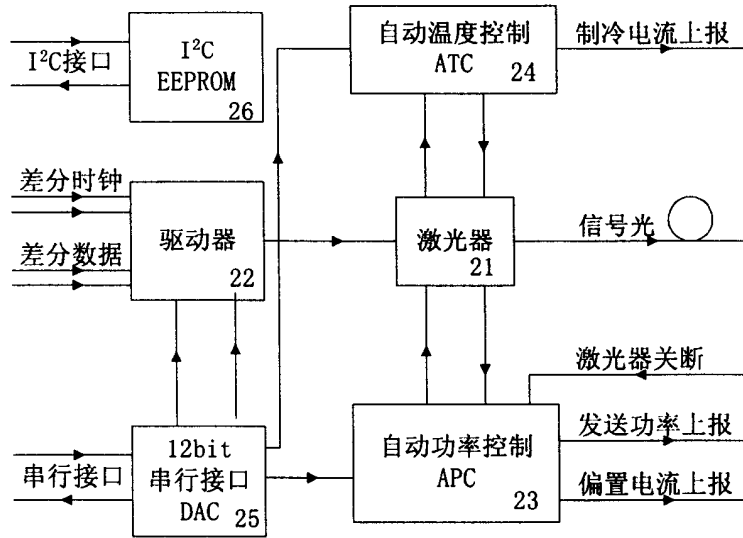 I²C
EEPROM
26
I²C接口
自动温度控制
ATC
24
制冷电流上报
差分时钟
差分数据
驱动器
22
激光器
21
信号光
激光器关断
12bit
串行接口
DAC
25
串行接口
自动功率控制
APC
23
发送功率上报
偏置电流上报